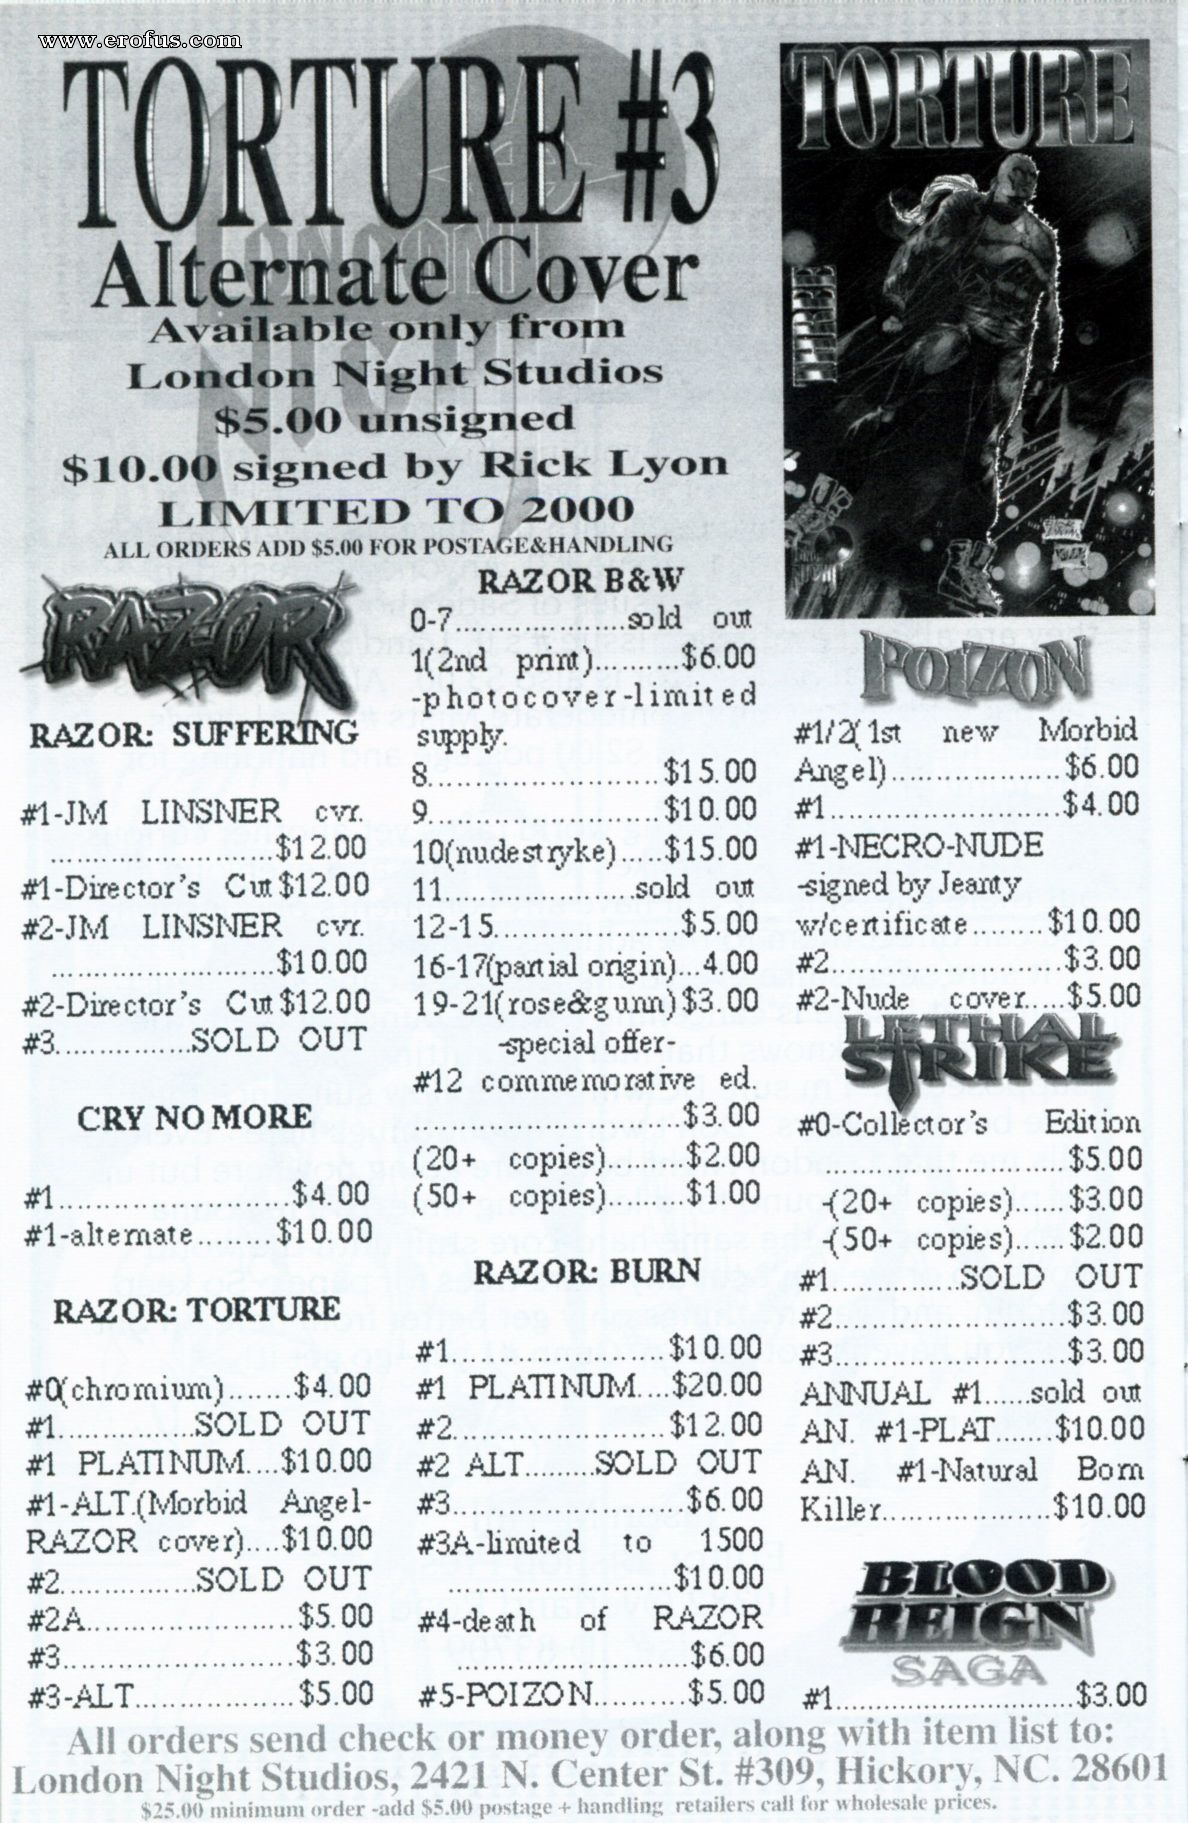 www.erofus.com
TORTURE #3
Alternate Cover
Available only from
London Night Studios
$5.00 unsigned
$10.00 signed by Rick Lyon
LIMITED TO 2000
ALL ORDERS ADD $5.00 FOR POSTAGE&HANDLING
TORTURE
RAZOR
RAZOR: SUFFERING
#1-JM LINSNER cvr.
........................$12.00
#1-Director's Cut$12.00
#2-JM LINSNER cvr.
........................$10.00
#2-Director's Cut$12.00
#3...............SOLD OUT
CRY NO MORE
#1.........................$4.00
#1-alternate........$10.00
RAZOR: TORTURE
#0(chromium).......$4.00
#1...............SOLD OUT
#1 PLATINUM....$10.00
#1-ALT.(Morbid Angel-
RAZOR cover)....$10.00
#2...............SOLD OUT
#2A.......................$5.00
#3.........................$3.00
#3-ALT.................$5.00
RAZOR B&W
0-7...................sold out
1(2nd print)..........$6.00
-photocover-limited
supply.
8.........................$15.00
9.........................$10.00
10(nudestryke).....$15.00
11.....................sold out
12-15....................$5.00
16-17(partial origin)...4.00
19-21(rose&gunn)$3.00
-special offer-
#12 commemorative ed.
.............................$3.00
(20+ copies).........$2.00
(50+ copies).........$1.00
RAZOR: BURN
#1........................$10.00
#1 PLATINUM....$20.00
#2........................$12.00
#2 ALT.........SOLD OUT
#3.........................$6.00
#3A-limited to 1500
........................$10.00
#4-death of RAZOR
.........................$6.00
#5-POIZON..........$5.00
POIZON
#1/2(1st new Morbid
Angel)...................$6.00
#1.........................$4.00
#1-NECRO-NUDE
-signed by Jeanty
w/certificate........$10.00
#2.........................$3.00
#2-Nude cover.....$5.00
LETHAL
STRIKE
#0-Collector's Edition
.............................$5.00
-(20+ copies)......$3.00
-(50+ copies)......$2.00
#1..............SOLD OUT
#2.........................$3.00
#3.........................$3.00
ANNUAL #1.....sold out
AN. #1-PLAT.......$10.00
AN. #1-Natural Born
Killer...................$10.00
BLOOD
REIGN
SAGA
#1.........................$3.00
All orders send check or money order, along with item list to:
London Night Studios, 2421 N. Center St. #309, Hickory, NC. 28601
$25.00 minimum order -add $5.00 postage + handling retailers call for wholesale prices.